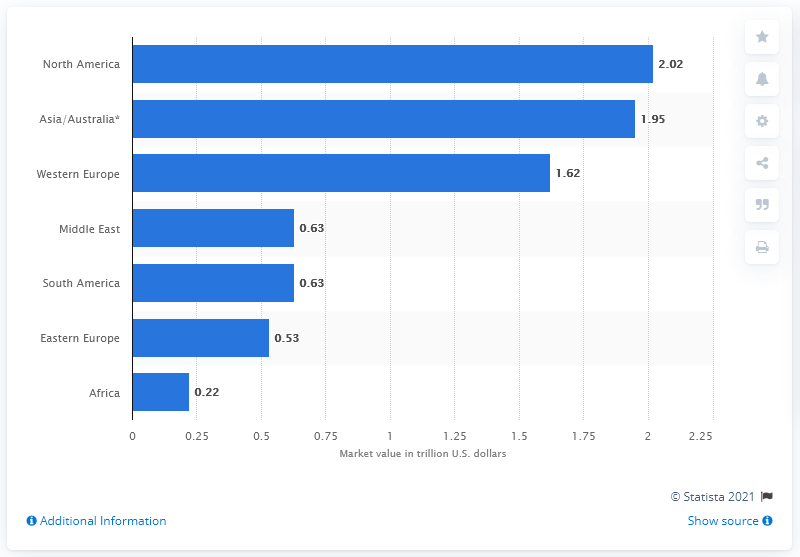 North America 2.02
Asia/Australia* 1.95
Western Europe 1.62
Middle East 0.63
South America 0.63
Eastern Europe 0.53
Africa 0.22
0 0.25 0.5 0.75 1 1.25 1.5 1.75 2 2.25
Market value in trillion U.S. dollars
© Statista 2021
Additional Information
Show source